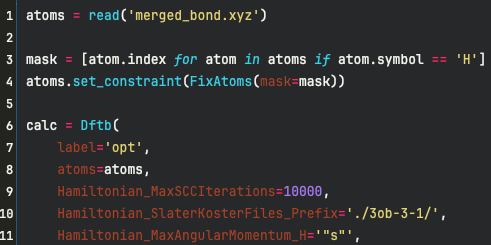 1 atoms = read('merged_bond.xyz')
2
3 mask = [atom.index for atom in atoms if atom.symbol == 'H']
4 atoms.set_constraint(FixAtoms(mask=mask))
5
6 calc = Dftb(
7     label='opt',
8     atoms=atoms,
9     Hamiltonian_MaxSCCIterations=10000,
10     Hamiltonian_SlaterKosterFiles_Prefix='./3ob-3-1/',
11     Hamiltonian_MaxAngularMomentum_H='"s"',